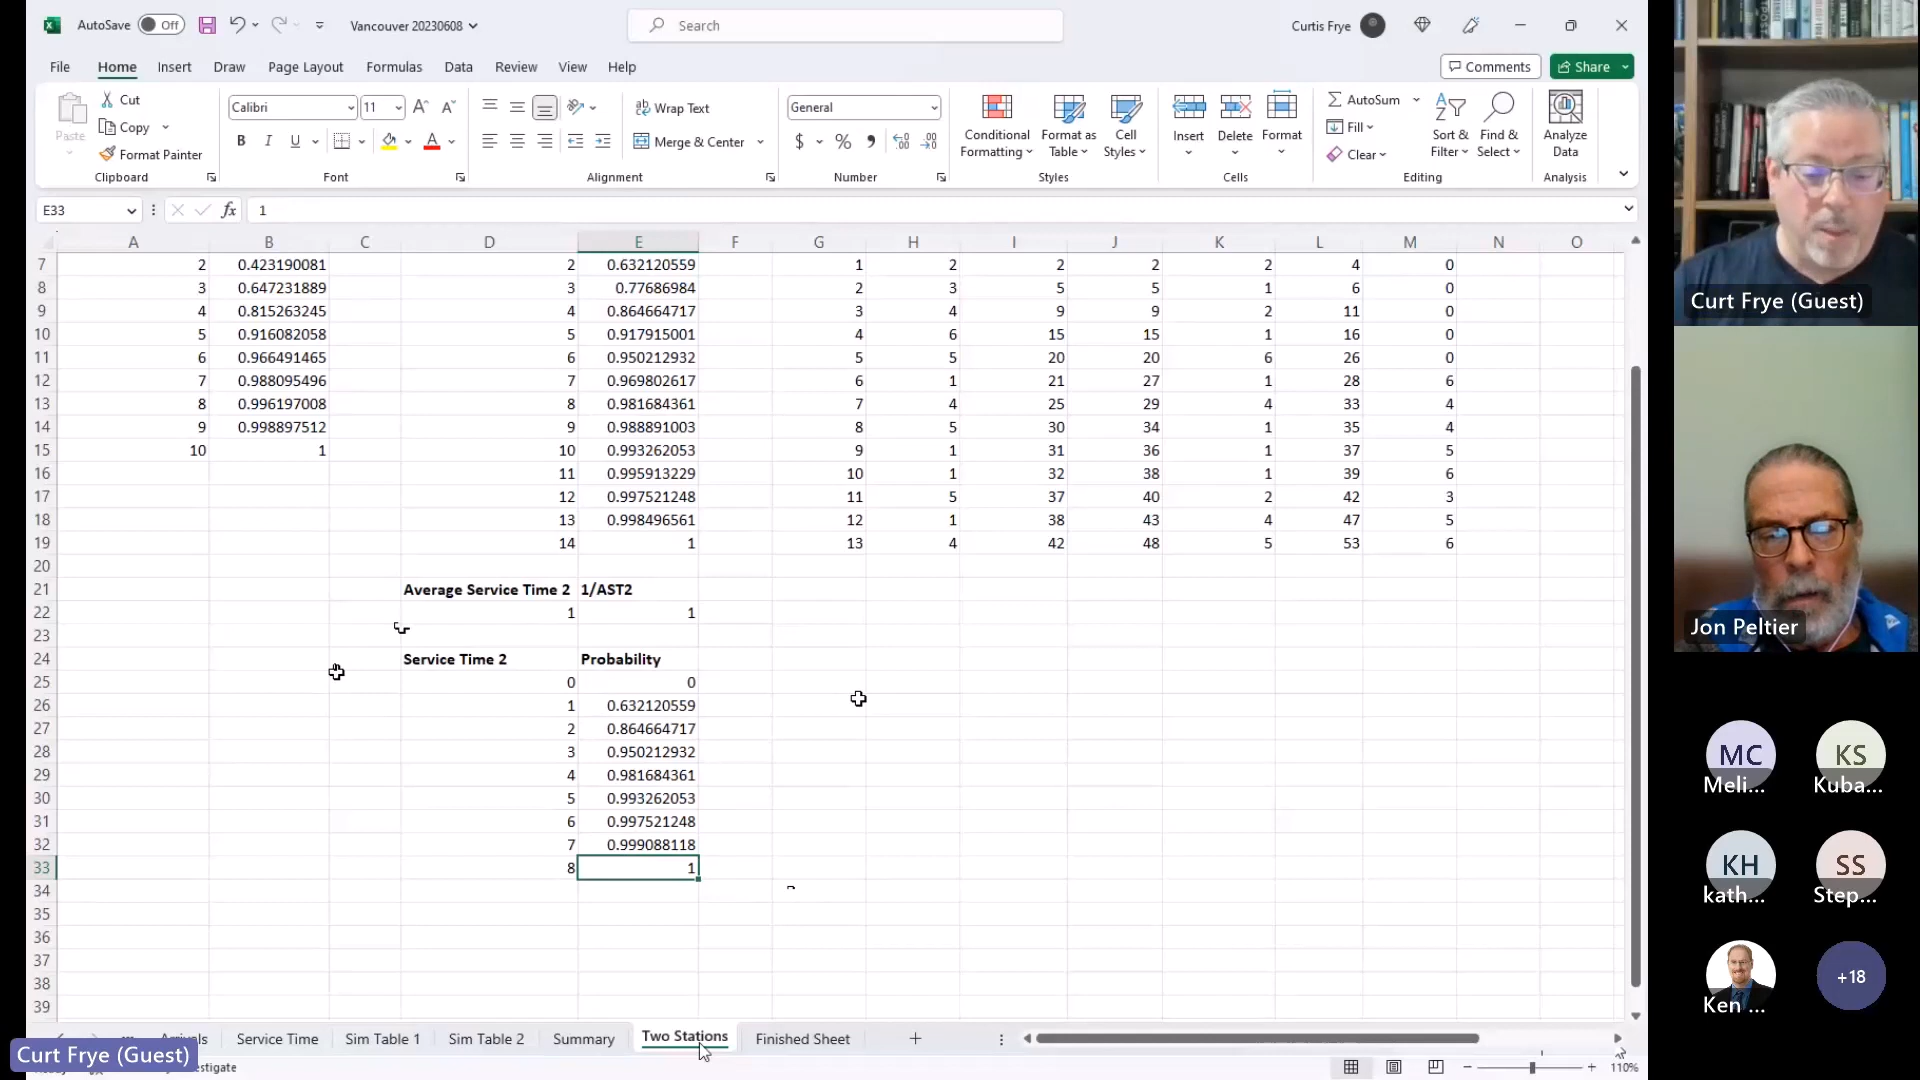 AutoSave Off Vancouver 20230608 Search Curtis Frye
File Home Insert Draw Page Layout Formulas Data Review View Help Comments Share
Paste Cut Copy Format Painter Clipboard
Calibri 11 B I U A Font
Wrap Text Merge & Center Alignment
General $ % Number
Conditional Formatting Format as Table Cell Styles Styles
Insert Delete Format Cells
AutoSum Fill Clear Sort & Filter Find & Select Editing
Analyze Data Analysis
E33 fx 1
A B C D E F G H I J K L M N O
7 2 0.423190081 2 0.632120559 1 2 2 2 2 4 0
8 3 0.647231889 3 0.77686984 2 3 5 5 1 6 0
9 4 0.815263245 4 0.864664717 3 4 9 9 2 11 0
10 5 0.916082058 5 0.917915001 4 6 15 15 1 16 0
11 6 0.966491465 6 0.950212932 5 5 20 20 6 26 0
12 7 0.988095496 7 0.969802617 6 1 21 27 1 28 6
13 8 0.996197008 8 0.981684361 7 4 25 29 4 33 4
14 9 0.998897512 9 0.988891003 8 5 30 34 1 35 4
15 10 1 10 0.993262053 9 1 31 36 1 37 5
16 11 0.995913229 10 1 32 38 1 39 6
17 12 0.997521248 11 5 37 40 2 42 3
18 13 0.998496561 12 1 38 43 4 47 5
19 14 1 13 4 42 48 5 53 6
20
21 Average Service Time 2 1/AST2
22 1 1
23
24 Service Time 2 Probability
25 0 0
26 1 0.632120559
27 2 0.864664717
28 3 0.950212932
29 4 0.981684361
30 5 0.993262053
31 6 0.997521248
32 7 0.999088118
33 8 1
34
35
36
37
38
39
Service Time Sim Table 1 Sim Table 2 Summary Two Stations Finished Sheet
110%
Curt Frye (Guest)
Curt Frye (Guest)
Jon Peltier
MC KS
Meli... Kuba...
KH SS
kath... Step...
Ken ... +18